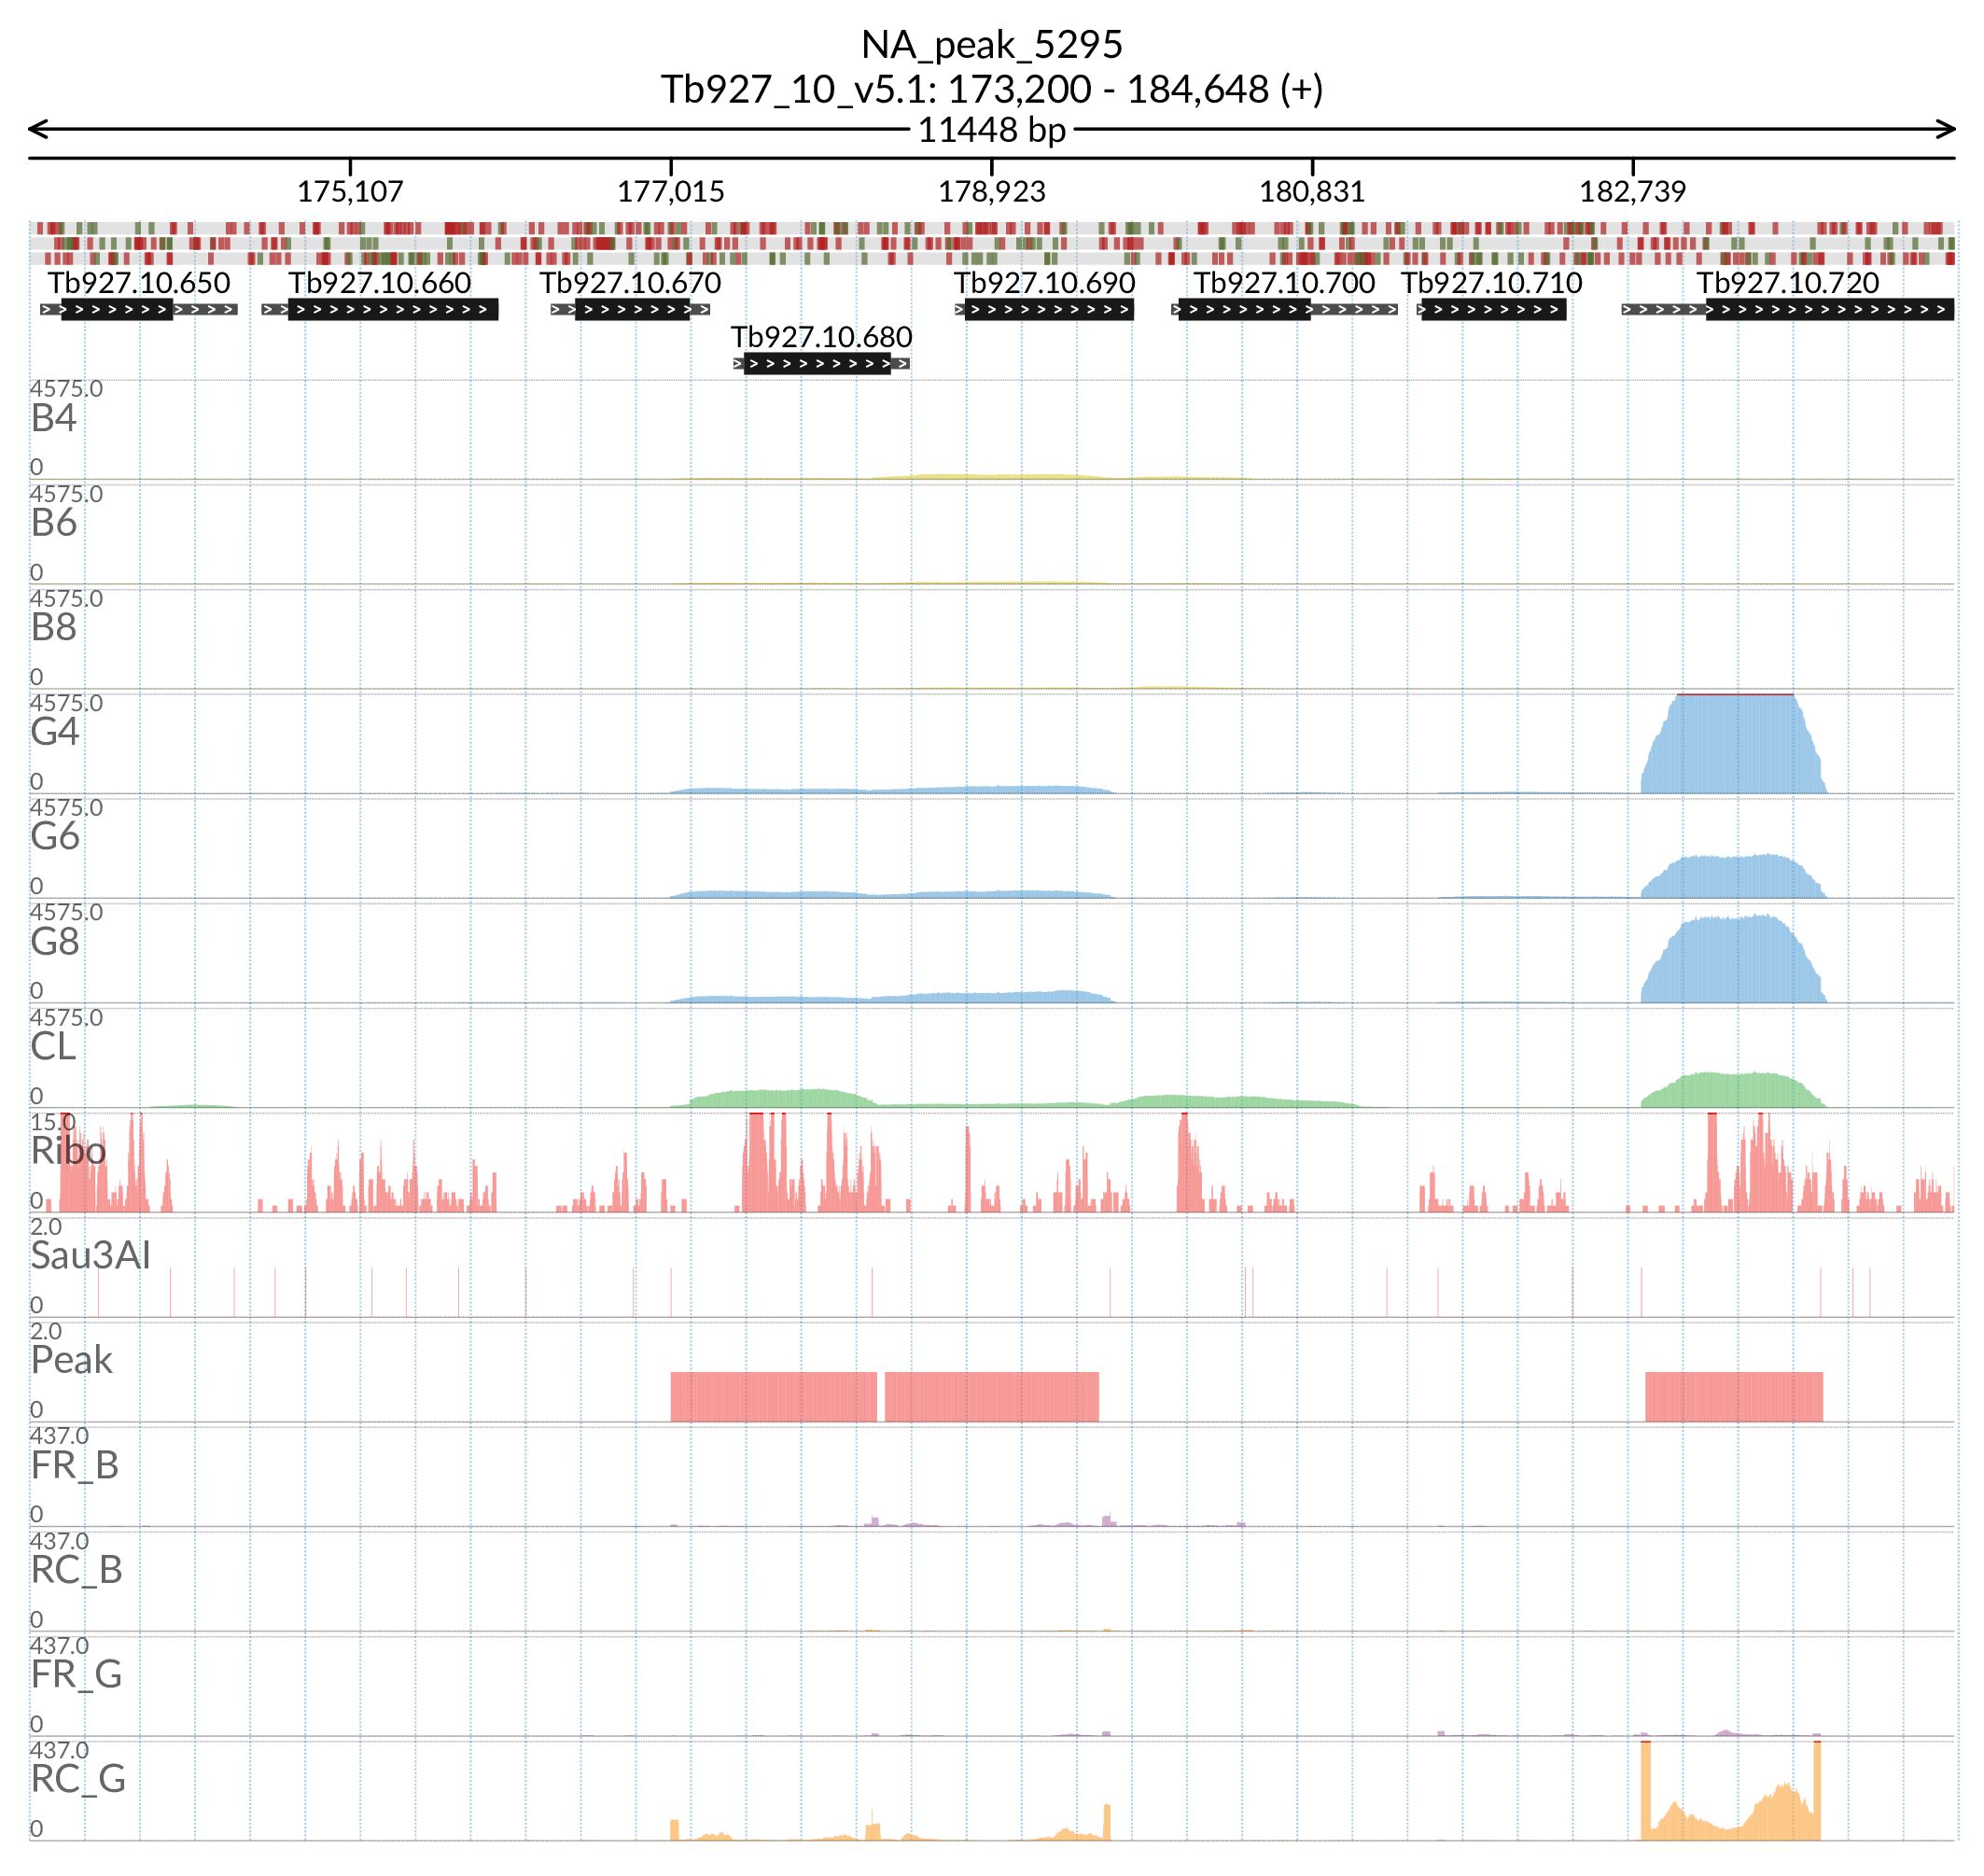 NA_peak_5295
Tb927_10_v5.1: 173,200 - 184,648 (+)
11448 bp
175,107 177,015 178,923 180,831 182,739
Tb927.10.650 Tb927.10.660 Tb927.10.670 Tb927.10.690 Tb927.10.700 Tb927.10.710 Tb927.10.720
Tb927.10.680
4575.0
B4
0
4575.0
B6
0
4575.0
B8
0
4575.0
G4
0
4575.0
G6
0
4575.0
G8
0
4575.0
CL
0
15.0
Ribo
0
2.0
Sau3AI
0
2.0
Peak
0
437.0
FR_B
0
437.0
RC_B
0
437.0
FR_G
0
437.0
RC_G
0